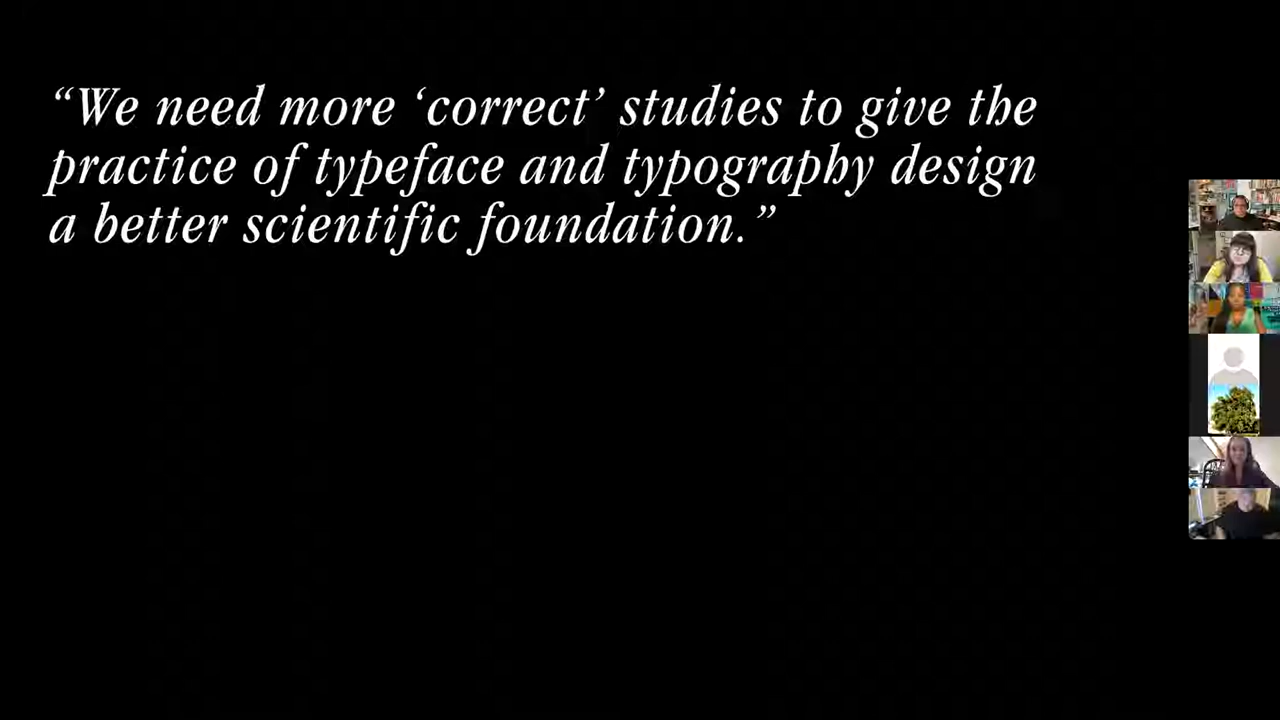 “We need more ‘correct’ studies to give the
practice of typeface and typography design
a better scientific foundation.”